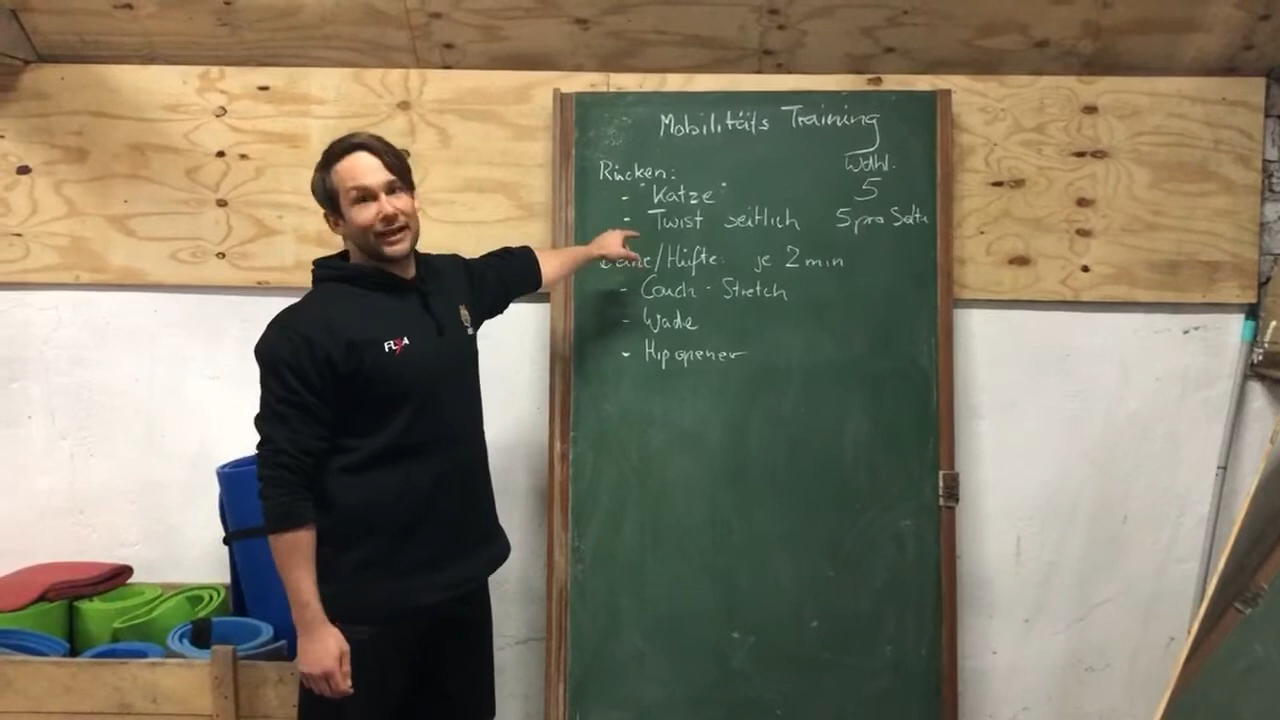 Mobilitäts Training
Rücken: Wdhl.
- "Katze" 5
- Twist seitlich 5 pro Seite
/Hüfte: je 2 min
- Couch - Stretch
- Wade
- Hip opener
FLXA